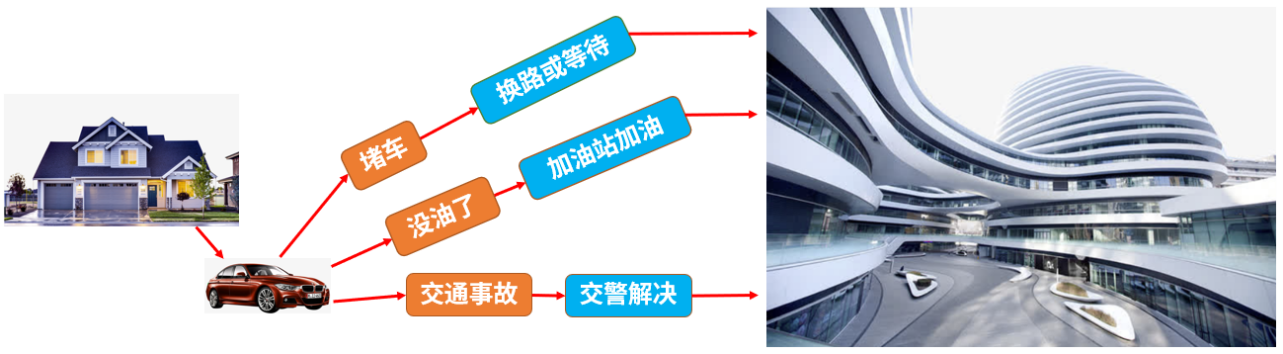 堵车
换路或等待
没油了
加油站加油
交通事故
交警解决